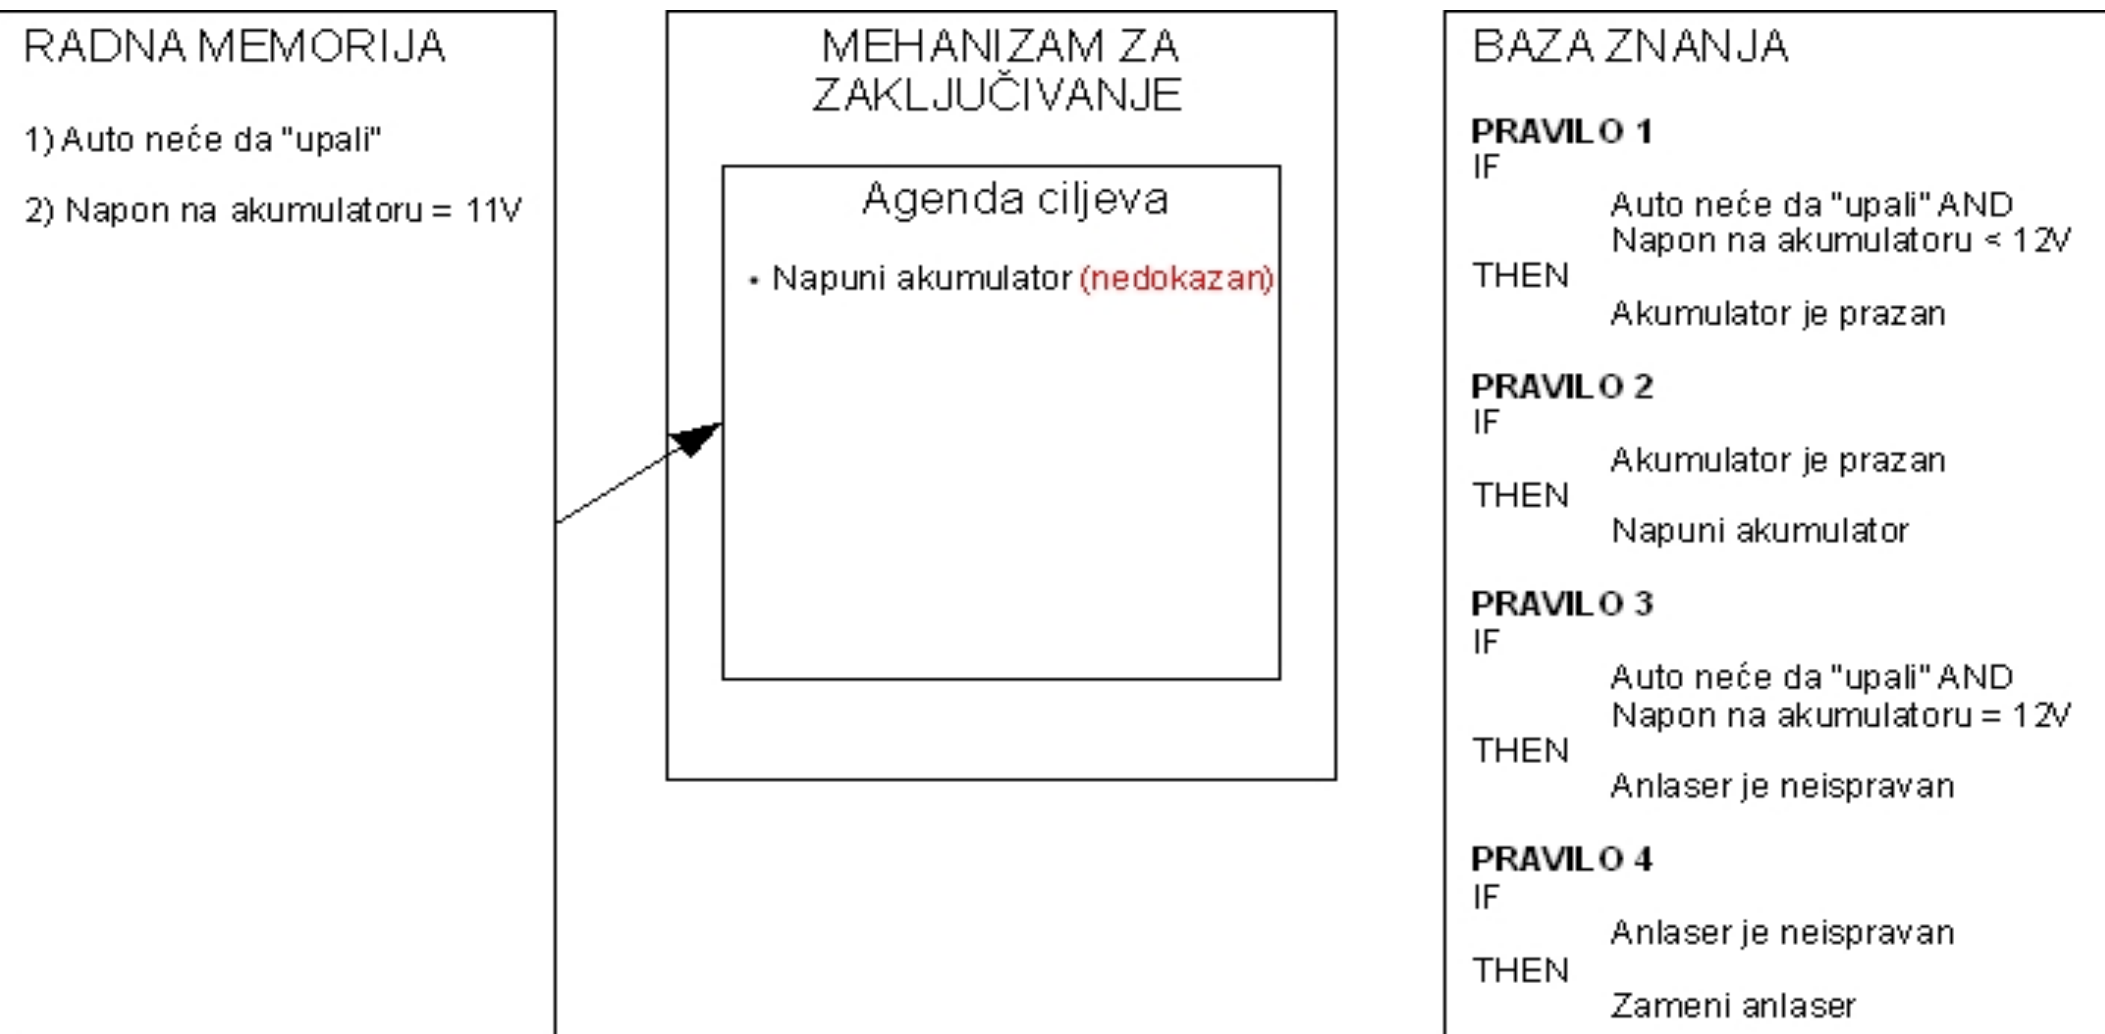 RADNA MEMORIJA
1) Auto neće da "upali"
2) Napon na akumulatoru = 11V
MEHANIZAM ZA
ZAKLJUČIVANJE
Agenda ciljeva
• Napuni akumulator (nedokazan)
BAZA ZNANJA
PRAVILO 1
IF
Auto neće da "upali" AND
Napon na akumulatoru < 12V
THEN
Akumulator je prazan
PRAVILO 2
IF
Akumulator je prazan
THEN
Napuni akumulator
PRAVILO 3
IF
Auto neće da "upali" AND
Napon na akumulatoru = 12V
THEN
Anlaser je neispravan
PRAVILO 4
IF
Anlaser je neispravan
THEN
Zameni anlaser